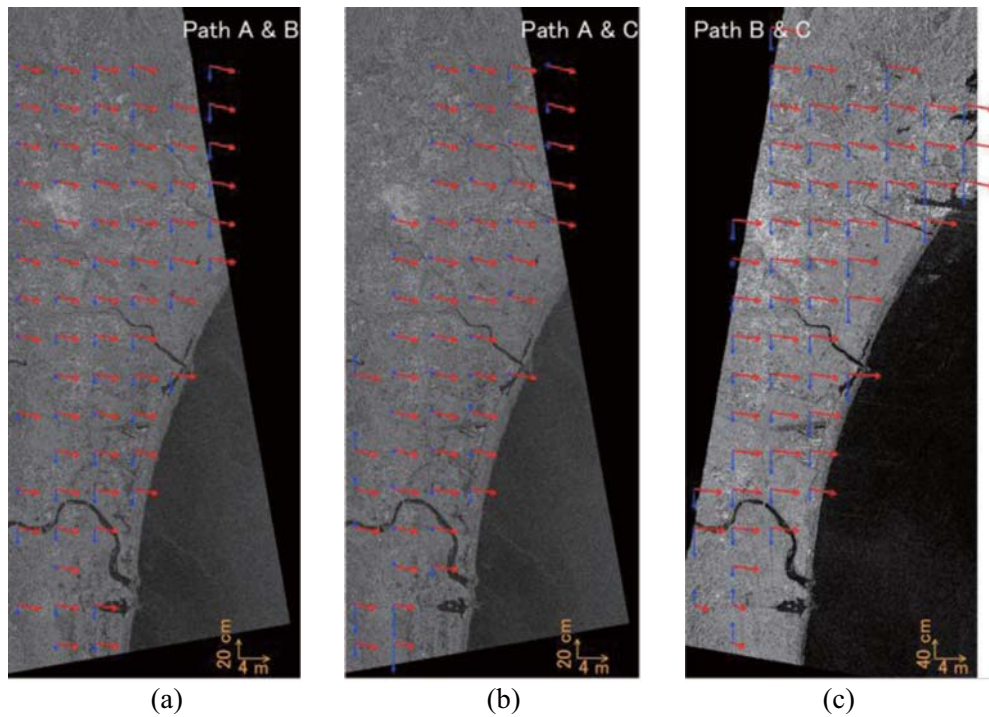 Path A & B
Path A & C
Path B & C
20 cm
4 m
20 cm
4 m
40 cm
4 m
(a)
(b)
(c)